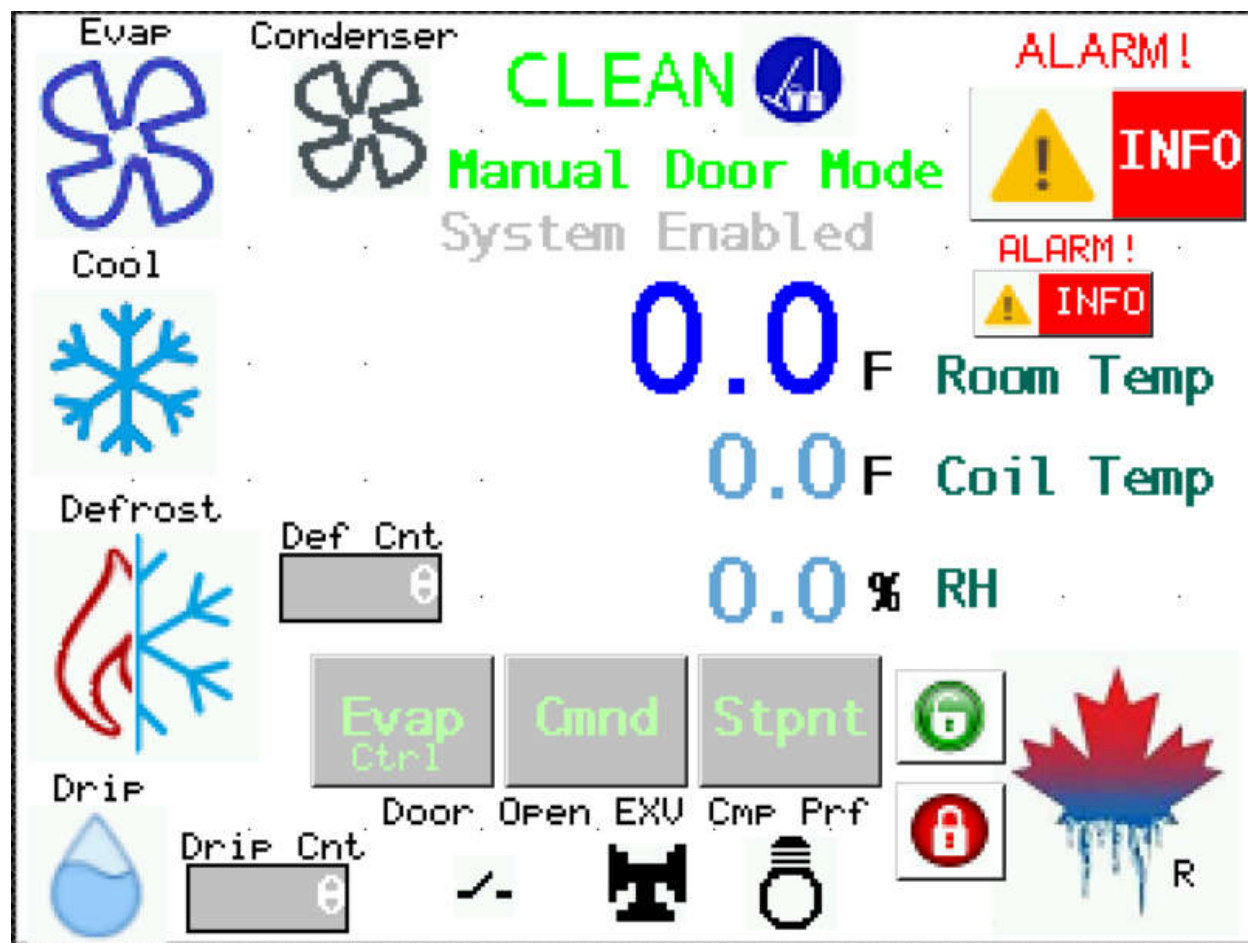 Evap Condenser
CLEAN
ALARM!
INFO
Manual Door Mode
System Enabled
Cool
ALARM!
INFO
0.0 F Room Temp
0.0 F Coil Temp
Defrost
Def Cnt
0
0.0 % RH
Evap
Ctrl
Cmnd
Stpnt
Drip
Door Open EXV Cmp Prf
Drip Cnt
0
R